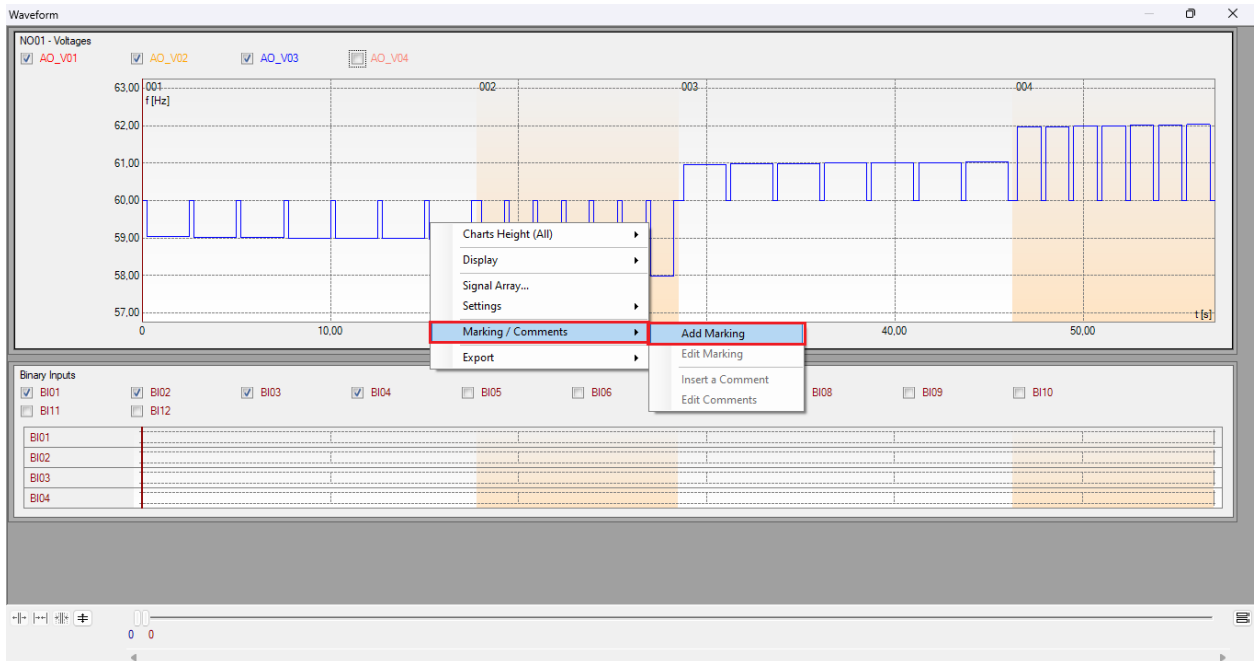 Waveform
NO01 - Voltages
AO_V01 AO_V02 AO_V03 AO_V04
63,00 001 002 003 004
f [Hz]
62,00
61,00
60,00
59,00
58,00
57,00
t [s]
0 10,00 40,00 50,00
Charts Height (All)
Display
Signal Array...
Settings
Marking / Comments
Export
Add Marking
Edit Marking
Insert a Comment
Edit Comments
Binary Inputs
BI01 BI02 BI03 BI04 BI05 BI06 BI08 BI09 BI10
BI11 BI12
BI01
BI02
BI03
BI04
0 0